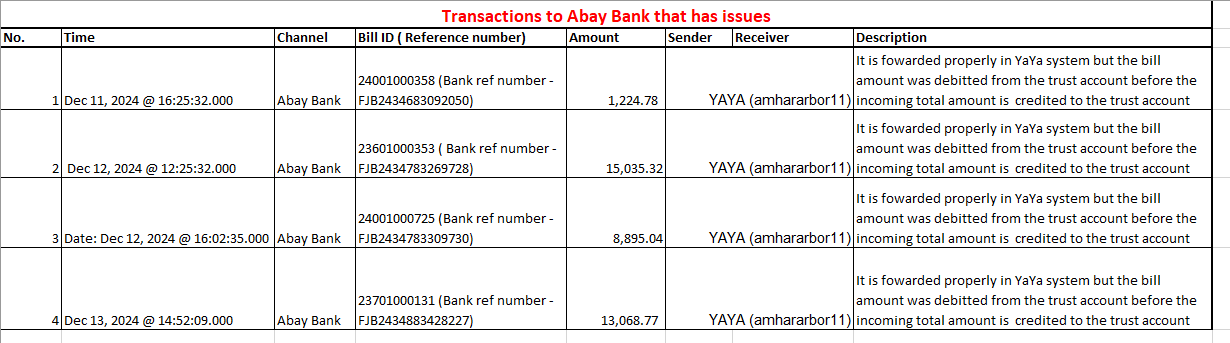 Transactions to Abay Bank that has issues
No. Time Channel Bill ID ( Reference number) Amount Sender Receiver Description
It is fowarded properly in YaYa system but the bill
24001000358 (Bank ref number - amount was debitted from the trust account before the
1 Dec 11, 2024 @ 16:25:32.000 Abay Bank FJB2434683092050) 1,224.78 YAYA (amhararbor11) incoming total amount is credited to the trust account
It is fowarded properly in YaYa system but the bill
23601000353 ( Bank ref number - amount was debitted from the trust account before the
2 Dec 12, 2024 @ 12:25:32.000 Abay Bank FJB2434783269728) 15,035.32 YAYA (amhararbor11) incoming total amount is credited to the trust account
It is fowarded properly in YaYa system but the bill
24001000725 (Bank ref number - amount was debitted from the trust account before the
3 Date: Dec 12, 2024 @ 16:02:35.000 Abay Bank FJB2434783309730) 8,895.04 YAYA (amhararbor11) incoming total amount is credited to the trust account
It is fowarded properly in YaYa system but the bill
23701000131 (Bank ref number - amount was debitted from the trust account before the
4 Dec 13, 2024 @ 14:52:09.000 Abay Bank FJB2434883428227) 13,068.77 YAYA (amhararbor11) incoming total amount is credited to the trust account